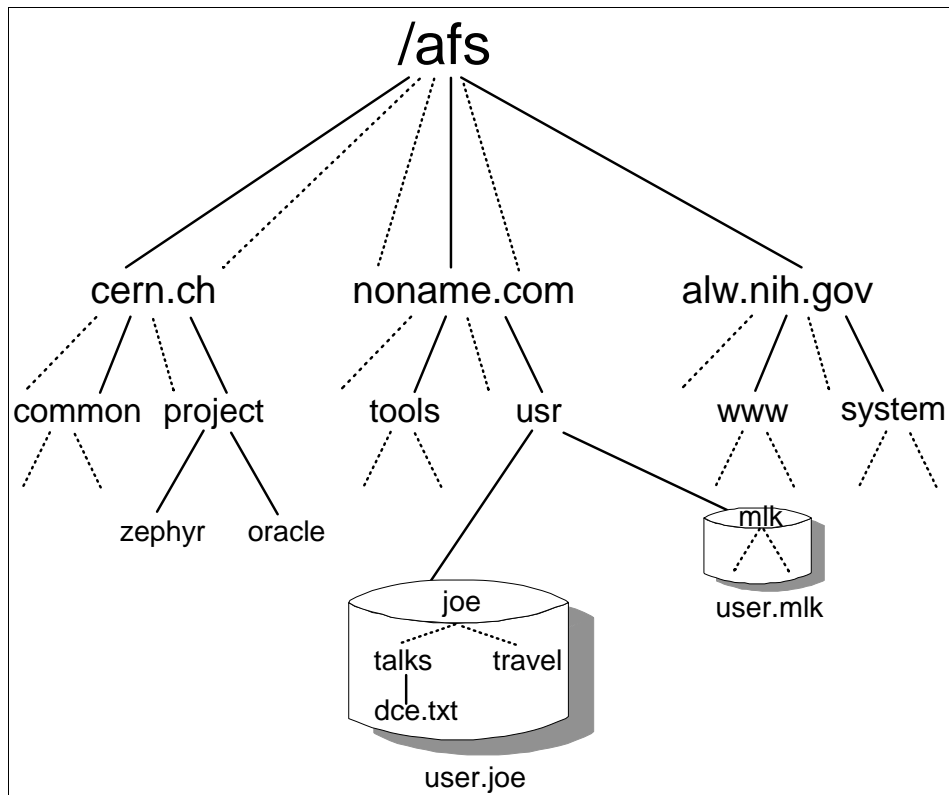 /afs
cern.ch noname.com alw.nih.gov
common project tools usr www system
zephyr oracle mlk
user.mlk
joe
talks travel
dce.txt
user.joe